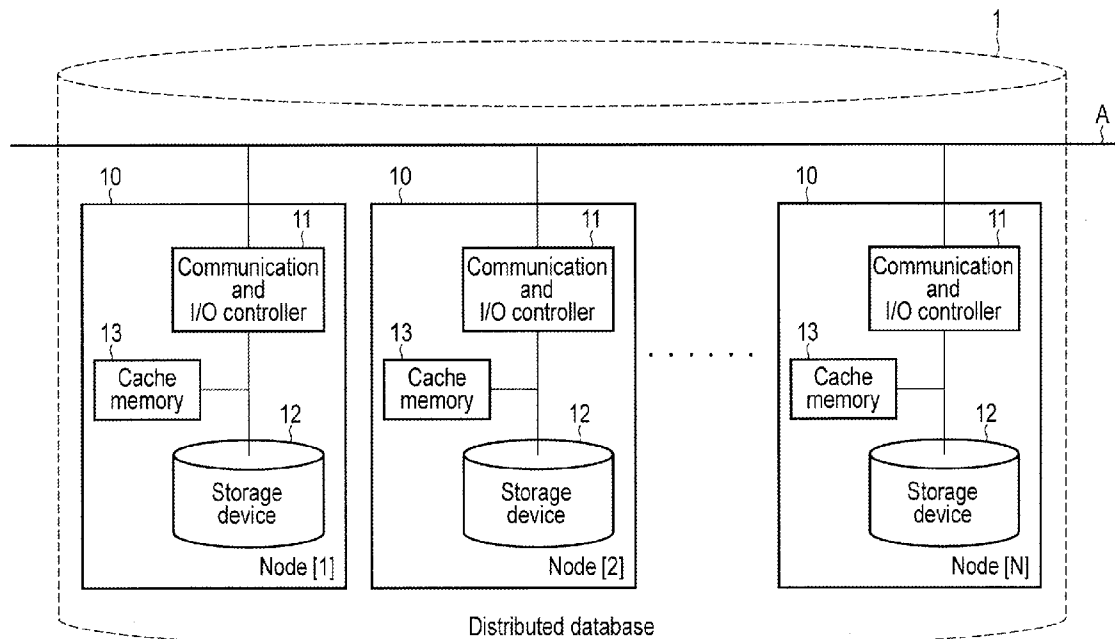 1
A
10
10
10
11
11
11
Communication
and
I/O controller
Communication
and
I/O controller
Communication
and
I/O controller
13
13
13
Cache
memory
Cache
memory
Cache
memory
. . . . . .
12
12
12
Storage
device
Storage
device
Storage
device
Node [1]
Node [2]
Node [N]
Distributed database